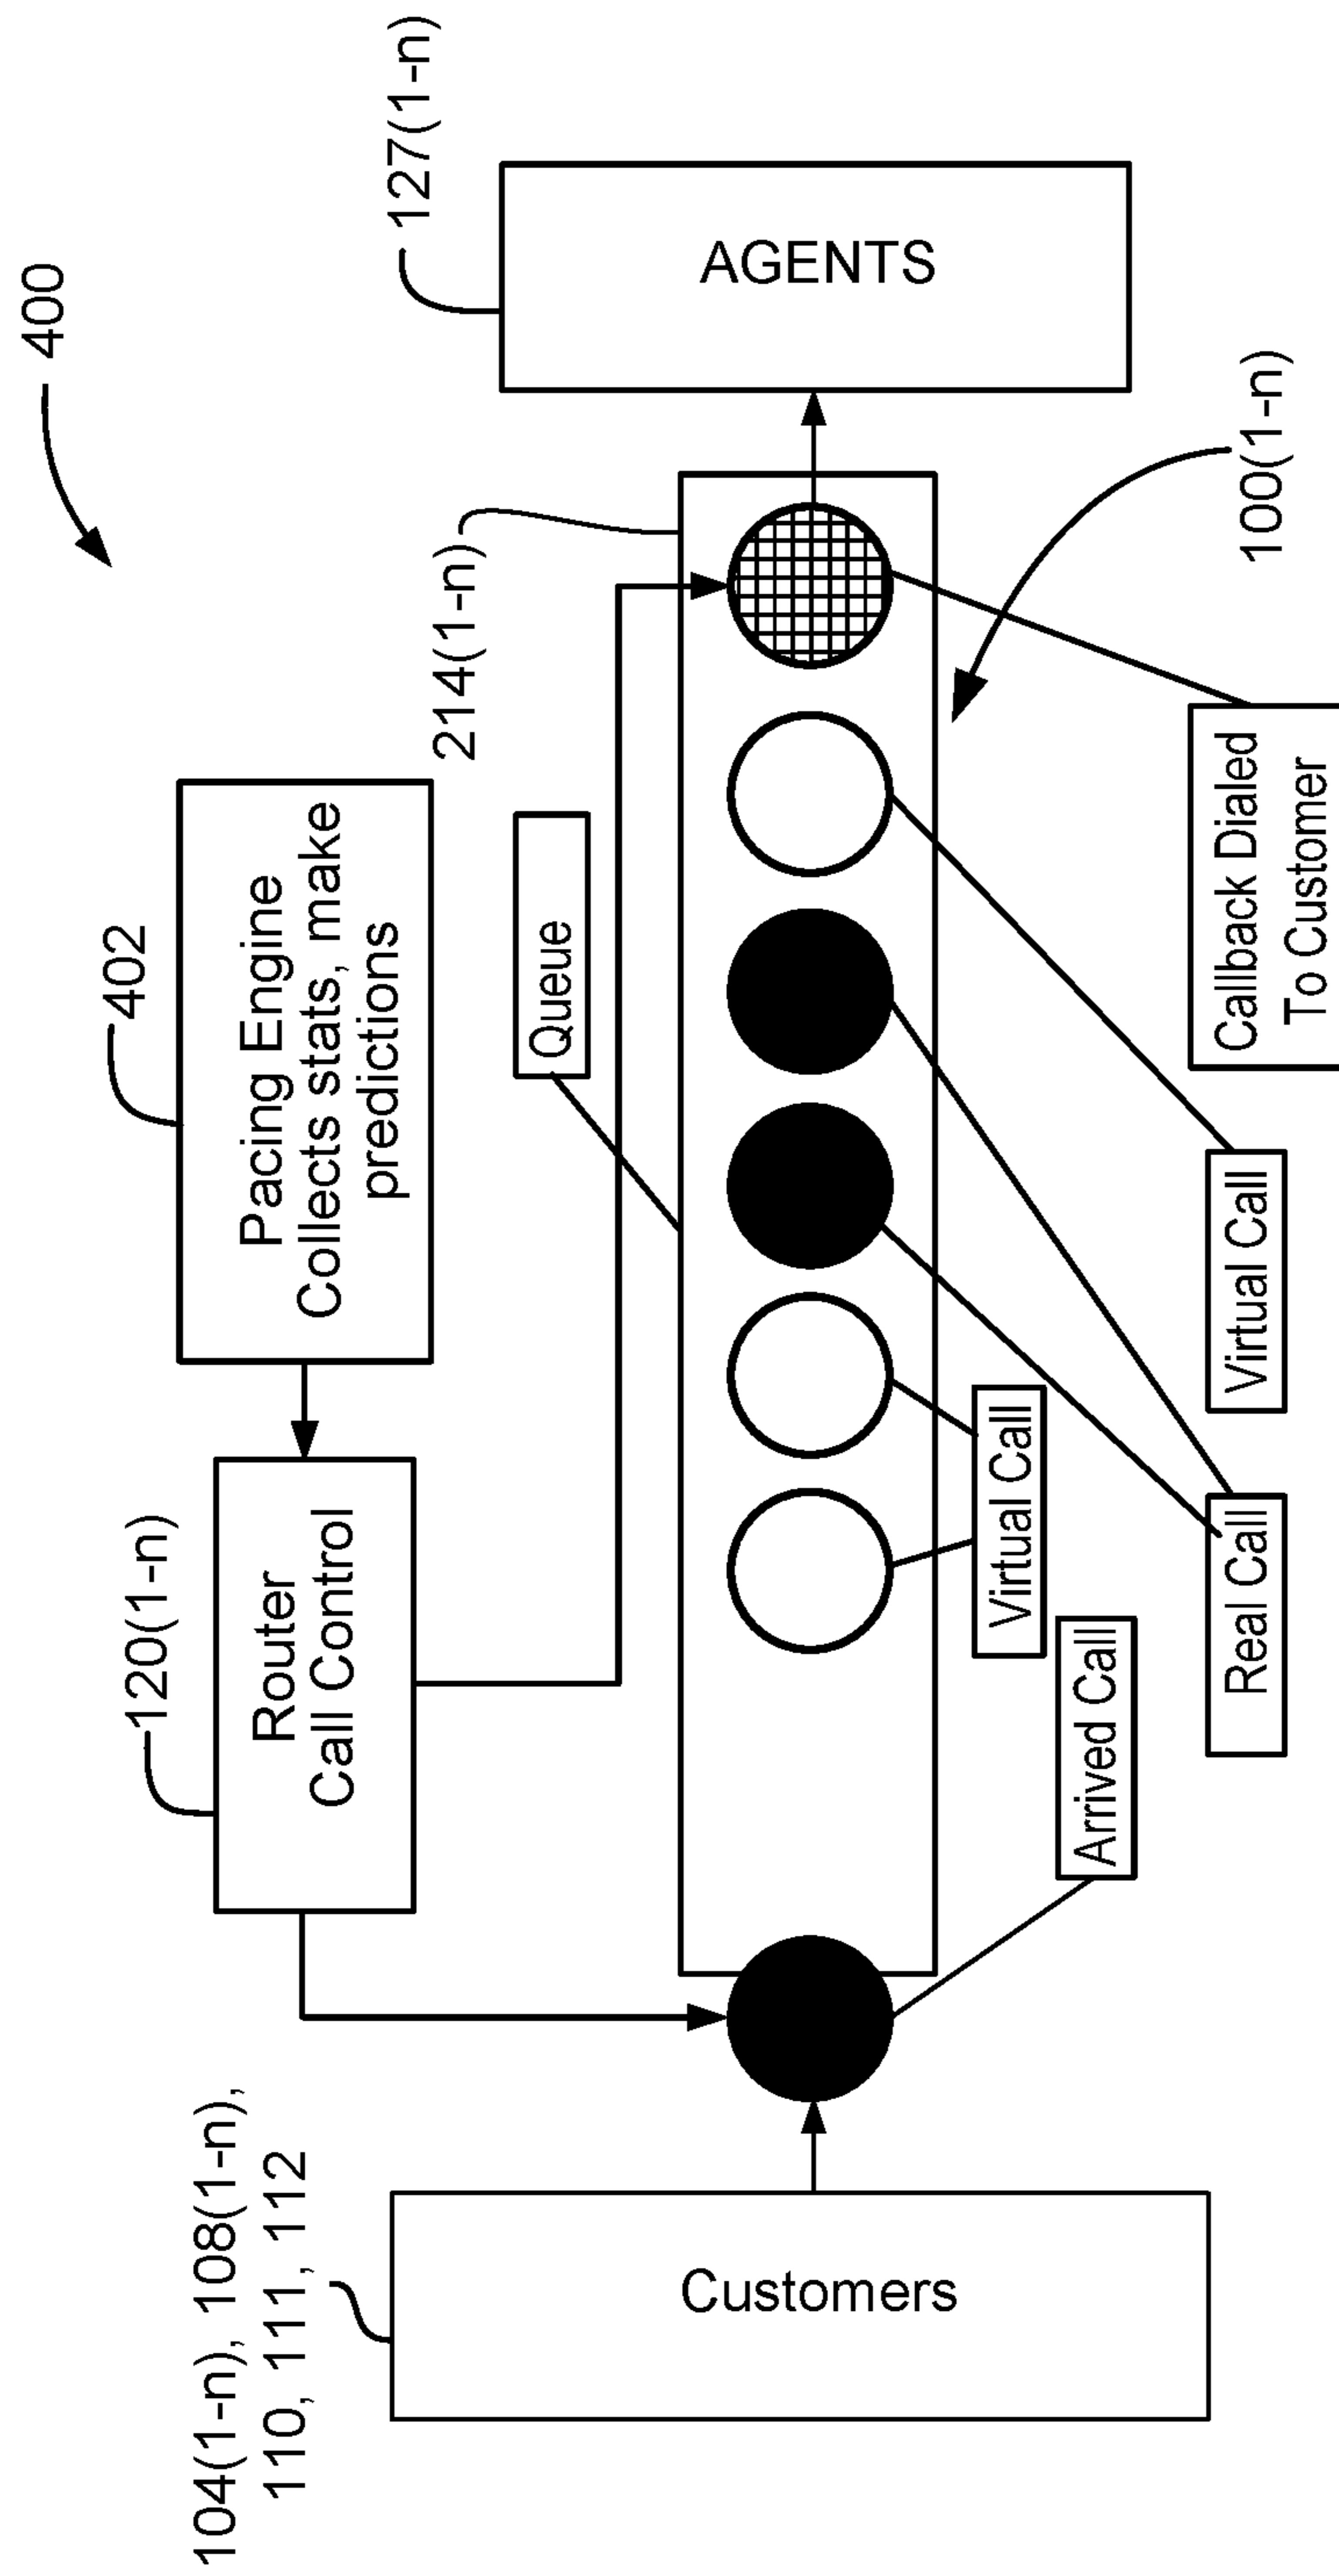 400
402
Pacing Engine
Collects stats, make
predictions
120(1-n)
Router
Call Control
104(1-n), 108(1-n),
110, 111, 112
Customers
Queue
214(1-n)
127(1-n)
AGENTS
100(1-n)
Arrived Call
Virtual Call
Real Call
Virtual Call
Callback Dialed
To Customer